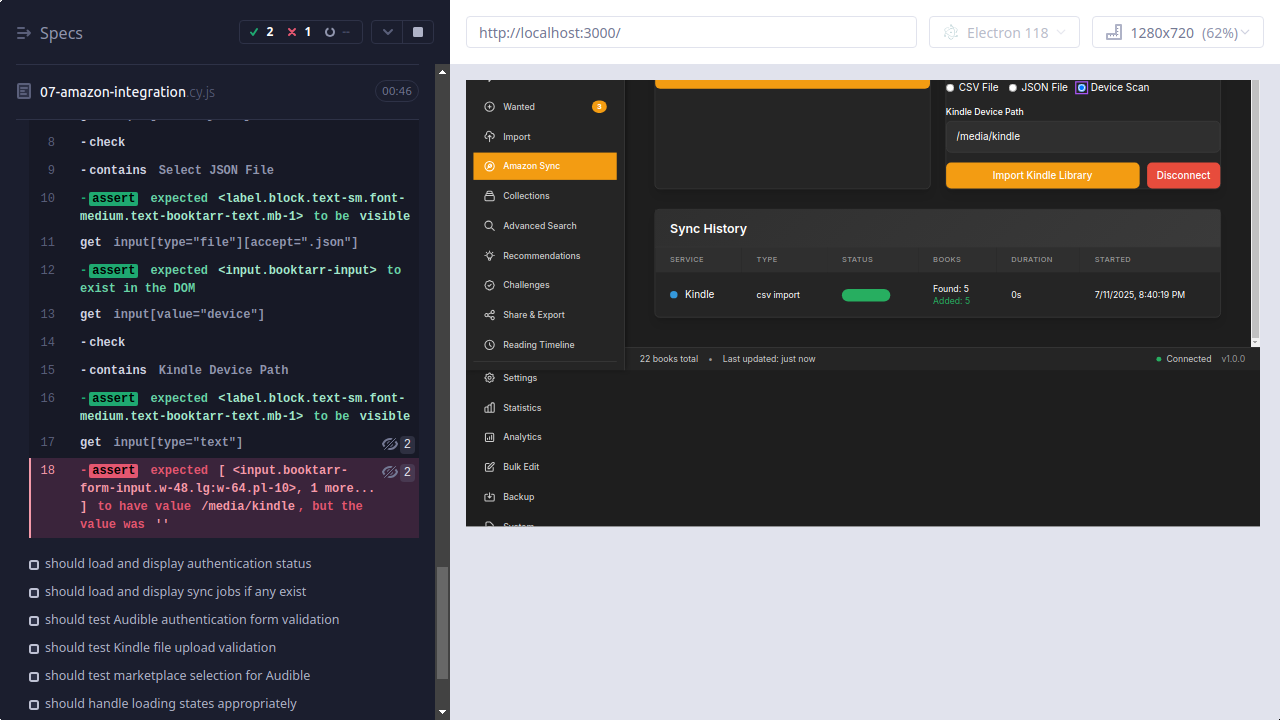 Specs
2
1
--
http://localhost:3000/
Electron 118
1280x720 (62%)
07-amazon-integration.cy.js
00:46
8 - check
9 - contains Select JSON File
10 - assert expected <label.block.text-sm.font-
medium.text-booktarr-text.mb-1> to be visible
11 get input[type="file"][accept=".json"]
12 - assert expected <input.booktarr-input> to
exist in the DOM
13 get input[value="device"]
14 - check
15 - contains Kindle Device Path
16 - assert expected <label.block.text-sm.font-
medium.text-booktarr-text.mb-1> to be visible
17 get input[type="text"] 2
18 - assert expected [ <input.booktarr- 2
form-input.w-48.lg:w-64.pl-10>, 1 more...
] to have value /media/kindle, but the
value was ''
should load and display authentication status
should load and display sync jobs if any exist
should test Audible authentication form validation
should test Kindle file upload validation
should test marketplace selection for Audible
should handle loading states appropriately
Wanted 3
Import
Amazon Sync
Collections
Advanced Search
Recommendations
Challenges
Share & Export
Reading Timeline
Settings
Statistics
Analytics
Bulk Edit
Backup
System
CSV File JSON File Device Scan
Kindle Device Path
/media/kindle
Import Kindle Library Disconnect
Sync History
SERVICE TYPE STATUS BOOKS DURATION STARTED
Kindle csv import Found: 5 0s 7/11/2025, 8:40:19 PM
Added: 5
22 books total • Last updated: just now Connected v1.0.0